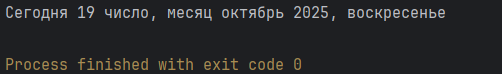 Сегодня 19 число, месяц октябрь 2025, воскресенье
Process finished with exit code 0